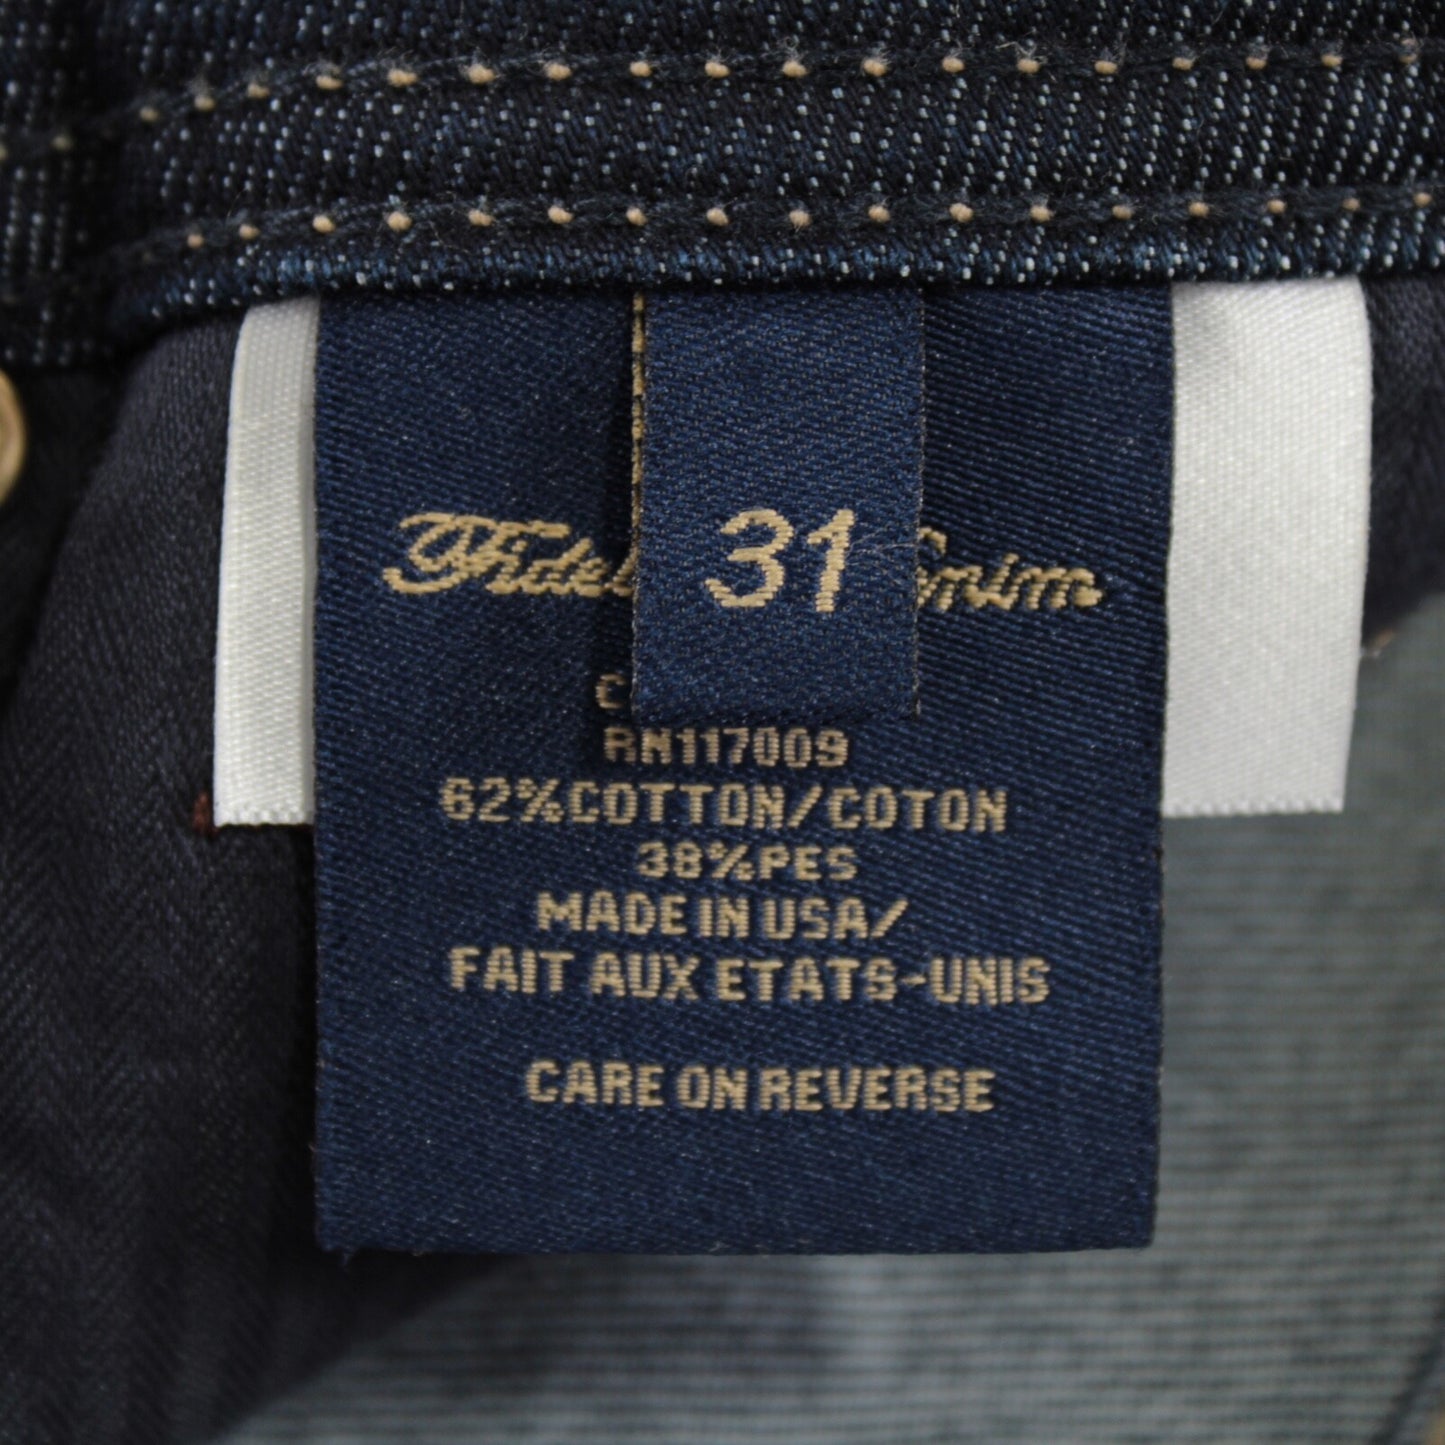 31
RN117009
62%COTTON/COTON
38%PES
MADE IN USA/
FAIT AUX ETATS-UNIS
CARE ON REVERSE